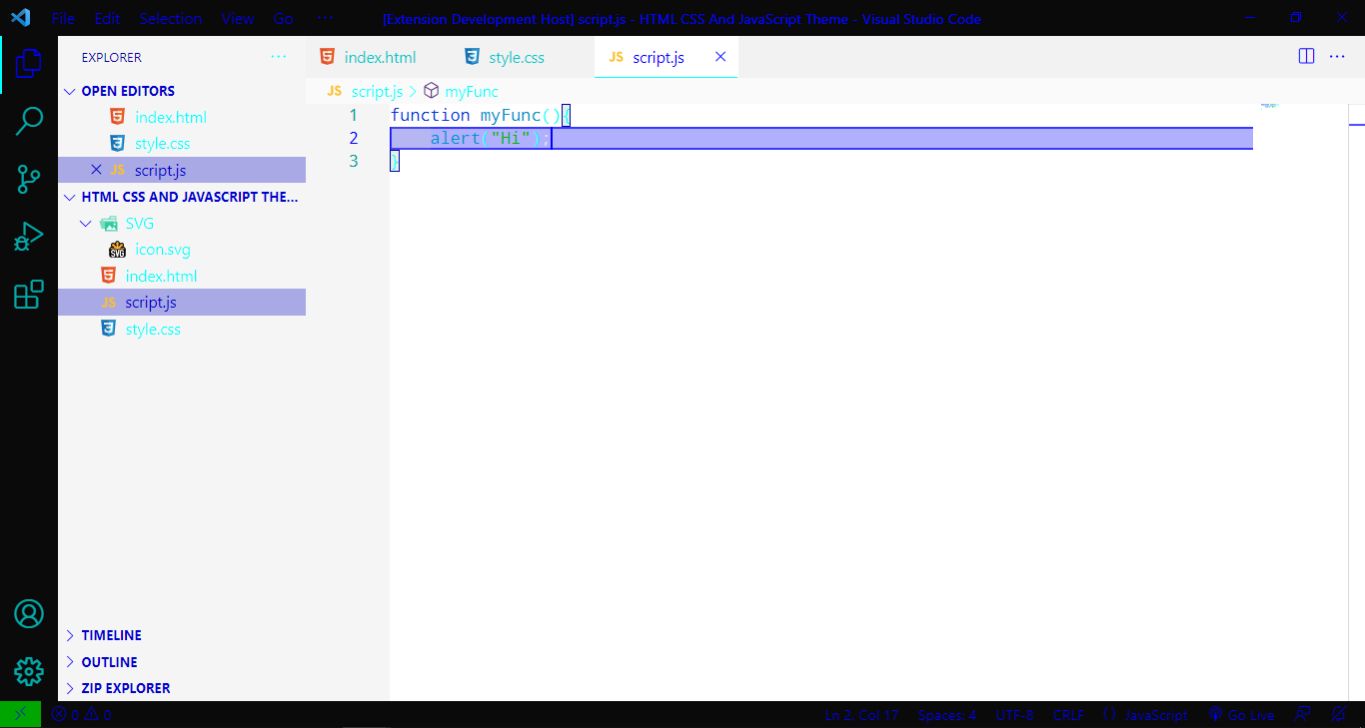 File Edit Selection View Go ··· [Extension Development Host] script.js - HTML CSS And JavaScript Theme - Visual Studio Code
EXPLORER ···
OPEN EDITORS
index.html
style.css
JS script.js
HTML CSS AND JAVASCRIPT THE...
SVG
SVG icon.svg
index.html
JS script.js
style.css
TIMELINE
OUTLINE
ZIP EXPLORER
index.html style.css JS script.js ···
JS script.js > myFunc
1 function myFunc(){
2 alert("Hi");
3 }
0 0 Ln 2, Col 17 Spaces: 4 UTF-8 CRLF () JavaScript Go Live